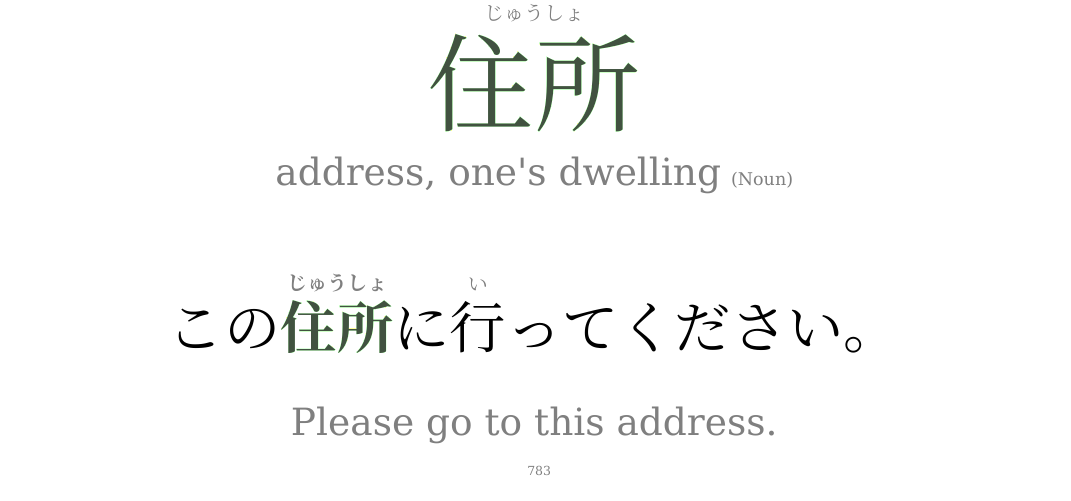 じゅうしょ
住所
address, one's dwelling (Noun)
じゅうしょ い
この住所に行ってください。
Please go to this address.
783